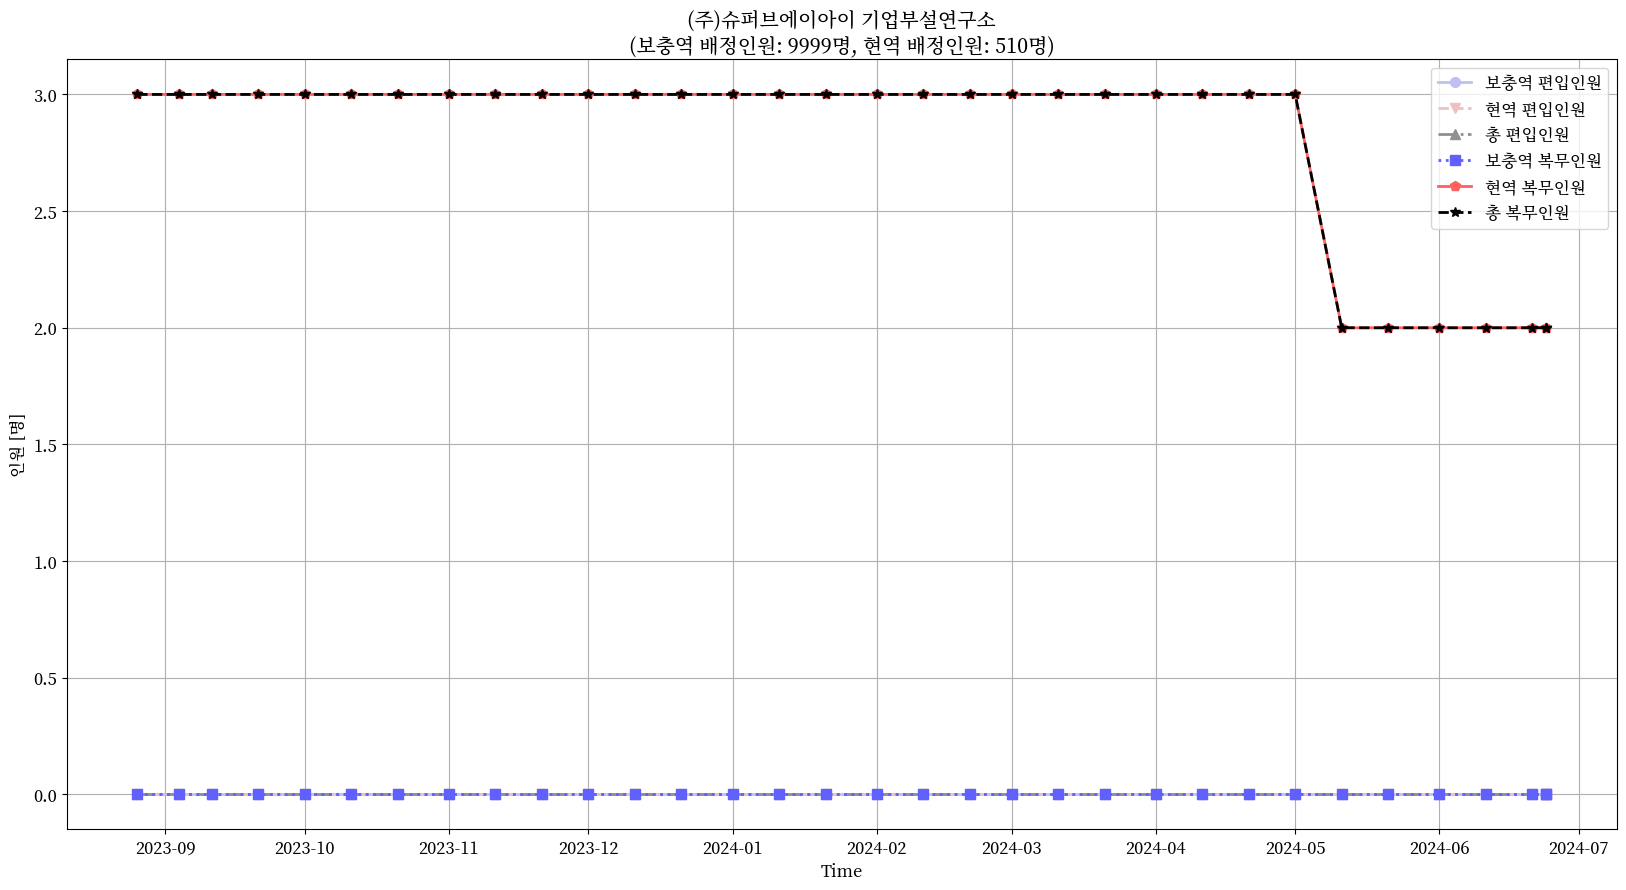 (주)슈퍼브에이아이 기업부설연구소
(보충역 배정인원: 9999명, 현역 배정인원: 510명)
보충역 편입인원
현역 편입인원
총 편입인원
보충역 복무인원
현역 복무인원
총 복무인원
인원 [명]
3.0
2.5
2.0
1.5
1.0
0.5
0.0
2023-09 2023-10 2023-11 2023-12 2024-01 2024-02 2024-03 2024-04 2024-05 2024-06 2024-07
Time